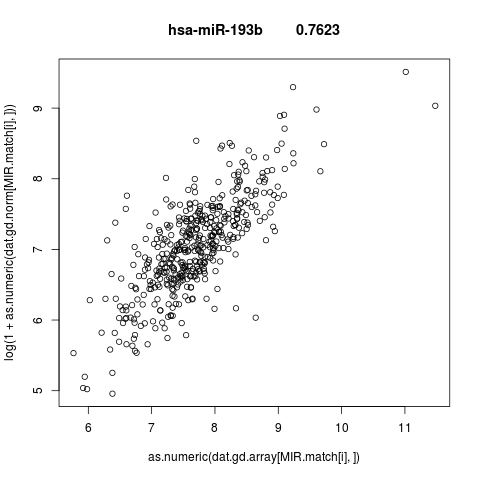 hsa-miR-193b 0.7623
log(1 + as.numeric(dat.gd.norm[MIR.match[i], ]))
9
8
7
6
5
6 7 8 9 10 11
as.numeric(dat.gd.array[MIR.match[i], ])